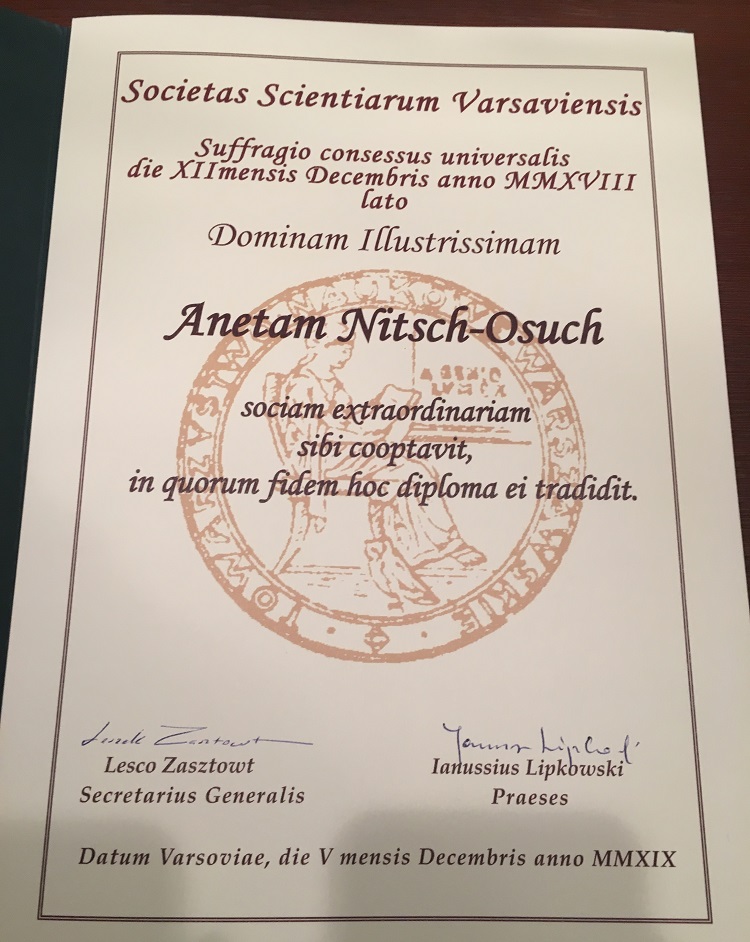 Societas Scientiarum Varsaviensis
Suffragio consessus universalis
die XIImensis Decembris anno MMXVIII
lato
Dominam Illustrissimam
Anetam Nitsch-Osuch
sociam extraordinariam
sibi cooptavit,
in quorum fidem hoc diploma ei tradidit.
Lesco Zasztowt
Secretarius Generalis
Ianussius Lipkowski
Praeses
Datum Varsoviae, die V mensis Decembris anno MMXIX